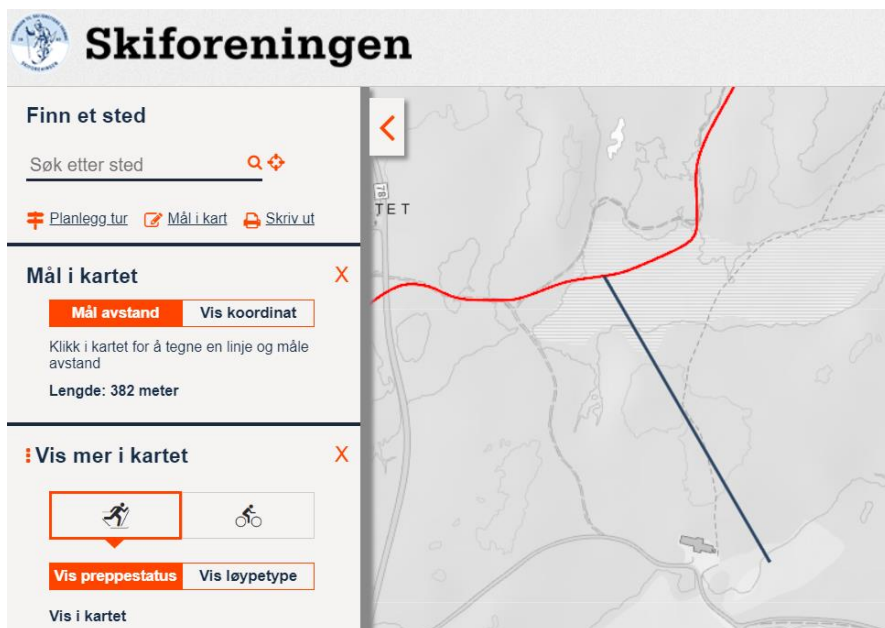 Skiforeningen
Finn et sted
Søk etter sted
Planlegg tur Mål i kart Skriv ut
Mål i kartet X
Mål avstand Vis koordinat
Klikk i kartet for å tegne en linje og måle
avstand
Lengde: 382 meter
Vis mer i kartet X
Vis preppestatus Vis løypetype
Vis i kartet
78
TET